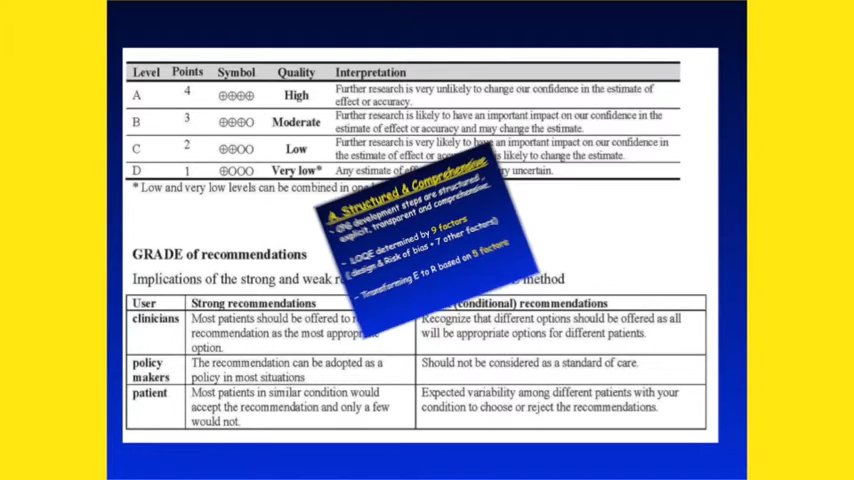 Level Points Symbol Quality Interpretation
A 4 ⊕⊕⊕⊕ High Further research is very unlikely to change our confidence in the estimate of
effect or accuracy.
B 3 ⊕⊕⊕O Moderate Further research is likely to have an important impact on our confidence in the
estimate of effect or accuracy and may change the estimate.
C 2 ⊕⊕OO Low Further research is very likely to have an important impact on our confidence in
the estimate of effect or is likely to change the estimate.
D 1 ⊕OOO Very low* Any estimate of very uncertain.
* Low and very low levels can be combined in one
A Structured & Comprehensive
- CPG development steps are structured -
explicit, transparent and comprehensive.
- LOQE determined by 9 factors
( design & Risk of bias + 7 other factors)
- Transforming E to R based on 5 factors
GRADE of recommendations
Implications of the strong and weak method
User Strong recommendations (conditional) recommendations
clinicians Most patients should be offered to Recognize that different options should be offered as all
recommendation as the most will be appropriate options for different patients.
option.
policy The recommendation can be adopted as a Should not be considered as a standard of care.
makers policy in most situations
patient Most patients in similar condition would Expected variability among different patients with your
accept the recommendation and only a few condition to choose or reject the recommendations.
would not.